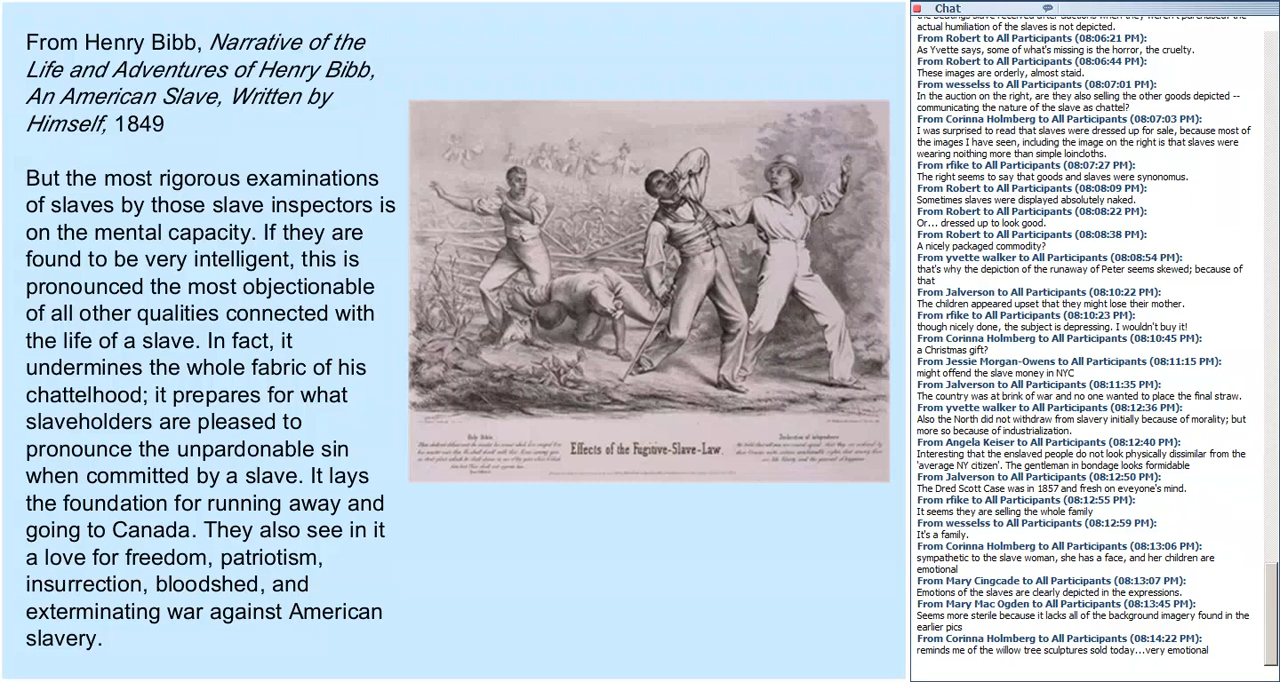 From Henry Bibb, Narrative of the
Life and Adventures of Henry Bibb,
An American Slave, Written by
Himself, 1849
But the most rigorous examinations
of slaves by those slave inspectors is
on the mental capacity. If they are
found to be very intelligent, this is
pronounced the most objectionable
of all other qualities connected with
the life of a slave. In fact, it
undermines the whole fabric of his
chattelhood; it prepares for what
slaveholders are pleased to
pronounce the unpardonable sin
when committed by a slave. It lays
the foundation for running away and
going to Canada. They also see in it
a love for freedom, patriotism,
insurrection, bloodshed, and
exterminating war against American
slavery.
Holy Bible
Declaration of Independence
Effects of the Fugitive-Slave-Law.
Chat
actual humiliation of the slaves is not depicted.
From Robert to All Participants (08:06:21 PM):
As Yvette says, some of what's missing is the horror, the cruelty.
From Robert to All Participants (08:06:44 PM):
These images are orderly, almost staid.
From wesselss to All Participants (08:07:01 PM):
In the auction on the right, are they also selling the other goods depicted --
communicating the nature of the slave as chattel?
From Corinna Holmberg to All Participants (08:07:03 PM):
I was surprised to read that slaves were dressed up for sale, because most of
the images I have seen, including the image on the right is that slaves were
wearing noithing more than simple loincloths.
From rfike to All Participants (08:07:27 PM):
The right seems to say that goods and slaves were synonomus.
From Robert to All Participants (08:08:09 PM):
Sometimes slaves were displayed absolutely naked.
From Robert to All Participants (08:08:22 PM):
Or... dressed up to look good.
From Robert to All Participants (08:08:38 PM):
A nicely packaged commodity?
From yvette walker to All Participants (08:08:54 PM):
that's why the depiction of the runaway of Peter seems skewed; because of
that
From Jalverson to All Participants (08:10:22 PM):
The children appeared upset that they might lose their mother.
From rfike to All Participants (08:10:23 PM):
though nicely done, the subject is depressing. I wouldn't buy it!
From Corinna Holmberg to All Participants (08:10:45 PM):
a Christmas gift?
From Jessie Morgan-Owens to All Participants (08:11:15 PM):
might offend the slave money in NYC
From Jalverson to All Participants (08:11:35 PM):
The country was at brink of war and no one wanted to place the final straw.
From yvette walker to All Participants (08:12:36 PM):
Also the North did not withdraw from slavery initially because of morality; but
more so because of industrialization.
From Angela Keiser to All Participants (08:12:40 PM):
Interesting that the enslaved people do not look physically dissimilar from the
'average NY citizen'. The gentleman in bondage looks formidable
From Jalverson to All Participants (08:12:50 PM):
The Dred Scott Case was in 1857 and fresh on eveyone's mind.
From rfike to All Participants (08:12:55 PM):
It seems they are selling the whole family
From wesselss to All Participants (08:12:59 PM):
It's a family.
From Corinna Holmberg to All Participants (08:13:06 PM):
sympathetic to the slave woman, she has a face, and her children are
emotional
From Mary Cingcade to All Participants (08:13:07 PM):
Emotions of the slaves are clearly depicted in the expressions.
From Mary Mac Ogden to All Participants (08:13:45 PM):
Seems more sterile because it lacks all of the background imagery found in the
earlier pics
From Corinna Holmberg to All Participants (08:14:22 PM):
reminds me of the willow tree sculptures sold today...very emotional